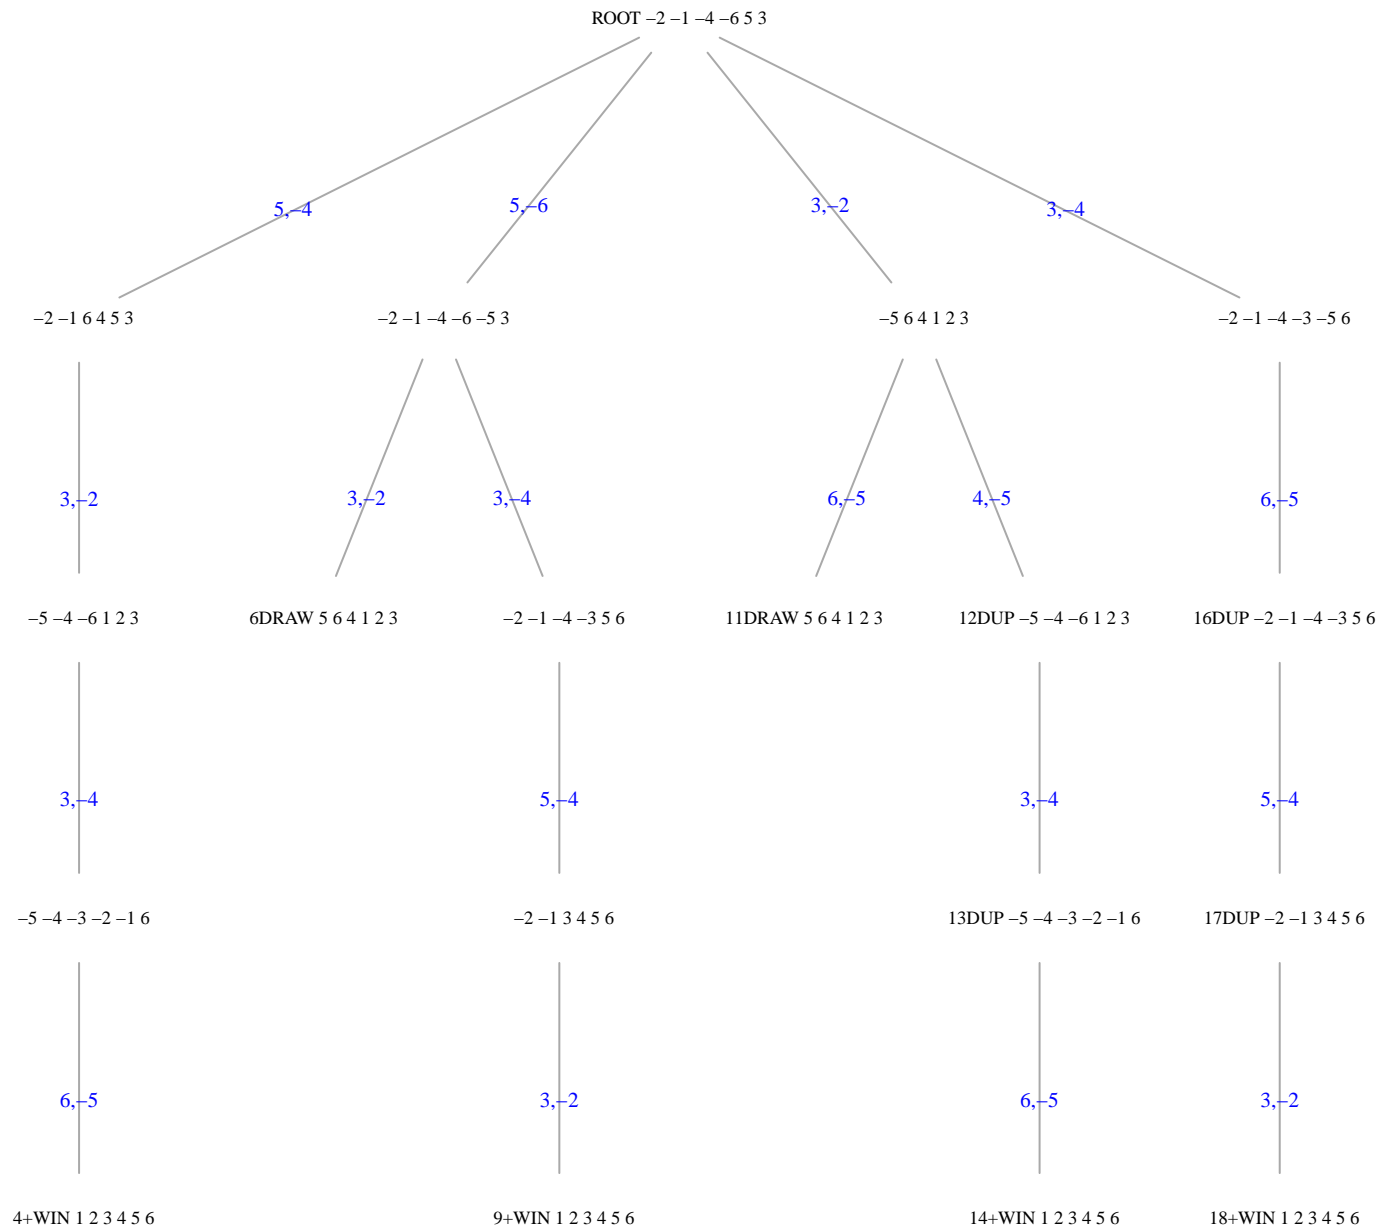 ROOT –2 –1 –4 –6 5 3
5,–4
5,–6
3,–2
3,–4
–2 –1 6 4 5 3
–2 –1 –4 –6 –5 3
–5 6 4 1 2 3
–2 –1 –4 –3 –5 6
3,–2
3,–2
3,–4
6,–5
4,–5
6,–5
–5 –4 –6 1 2 3
6DRAW 5 6 4 1 2 3
–2 –1 –4 –3 5 6
11DRAW 5 6 4 1 2 3
12DUP –5 –4 –6 1 2 3
16DUP –2 –1 –4 –3 5 6
3,–4
5,–4
3,–4
5,–4
–5 –4 –3 –2 –1 6
–2 –1 3 4 5 6
13DUP –5 –4 –3 –2 –1 6
17DUP –2 –1 3 4 5 6
6,–5
3,–2
6,–5
3,–2
4+WIN 1 2 3 4 5 6
9+WIN 1 2 3 4 5 6
14+WIN 1 2 3 4 5 6
18+WIN 1 2 3 4 5 6